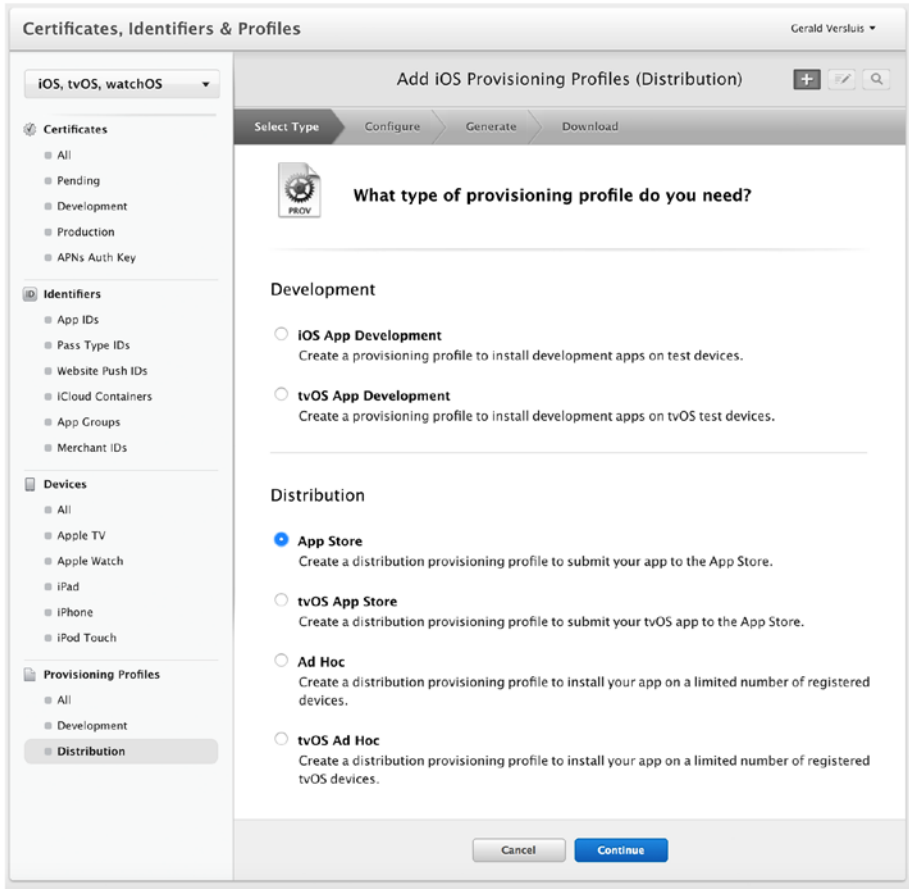 Certificates, Identifiers & Profiles
Gerald Versluis
iOS, tvOS, watchOS
Add iOS Provisioning Profiles (Distribution)
Select Type
Configure
Generate
Download
Certificates
All
Pending
Development
Production
APNs Auth Key
ID Identifiers
App IDs
Pass Type IDs
Website Push IDs
iCloud Containers
App Groups
Merchant IDs
Devices
All
Apple TV
Apple Watch
iPad
iPhone
iPod Touch
Provisioning Profiles
All
Development
Distribution
PROV
What type of provisioning profile do you need?
Development
iOS App Development
Create a provisioning profile to install development apps on test devices.
tvOS App Development
Create a provisioning profile to install development apps on tvOS test devices.
Distribution
App Store
Create a distribution provisioning profile to submit your app to the App Store.
tvOS App Store
Create a distribution provisioning profile to submit your tvOS app to the App Store.
Ad Hoc
Create a distribution provisioning profile to install your app on a limited number of registered
devices.
tvOS Ad Hoc
Create a distribution provisioning profile to install your app on a limited number of registered
tvOS devices.
Cancel
Continue